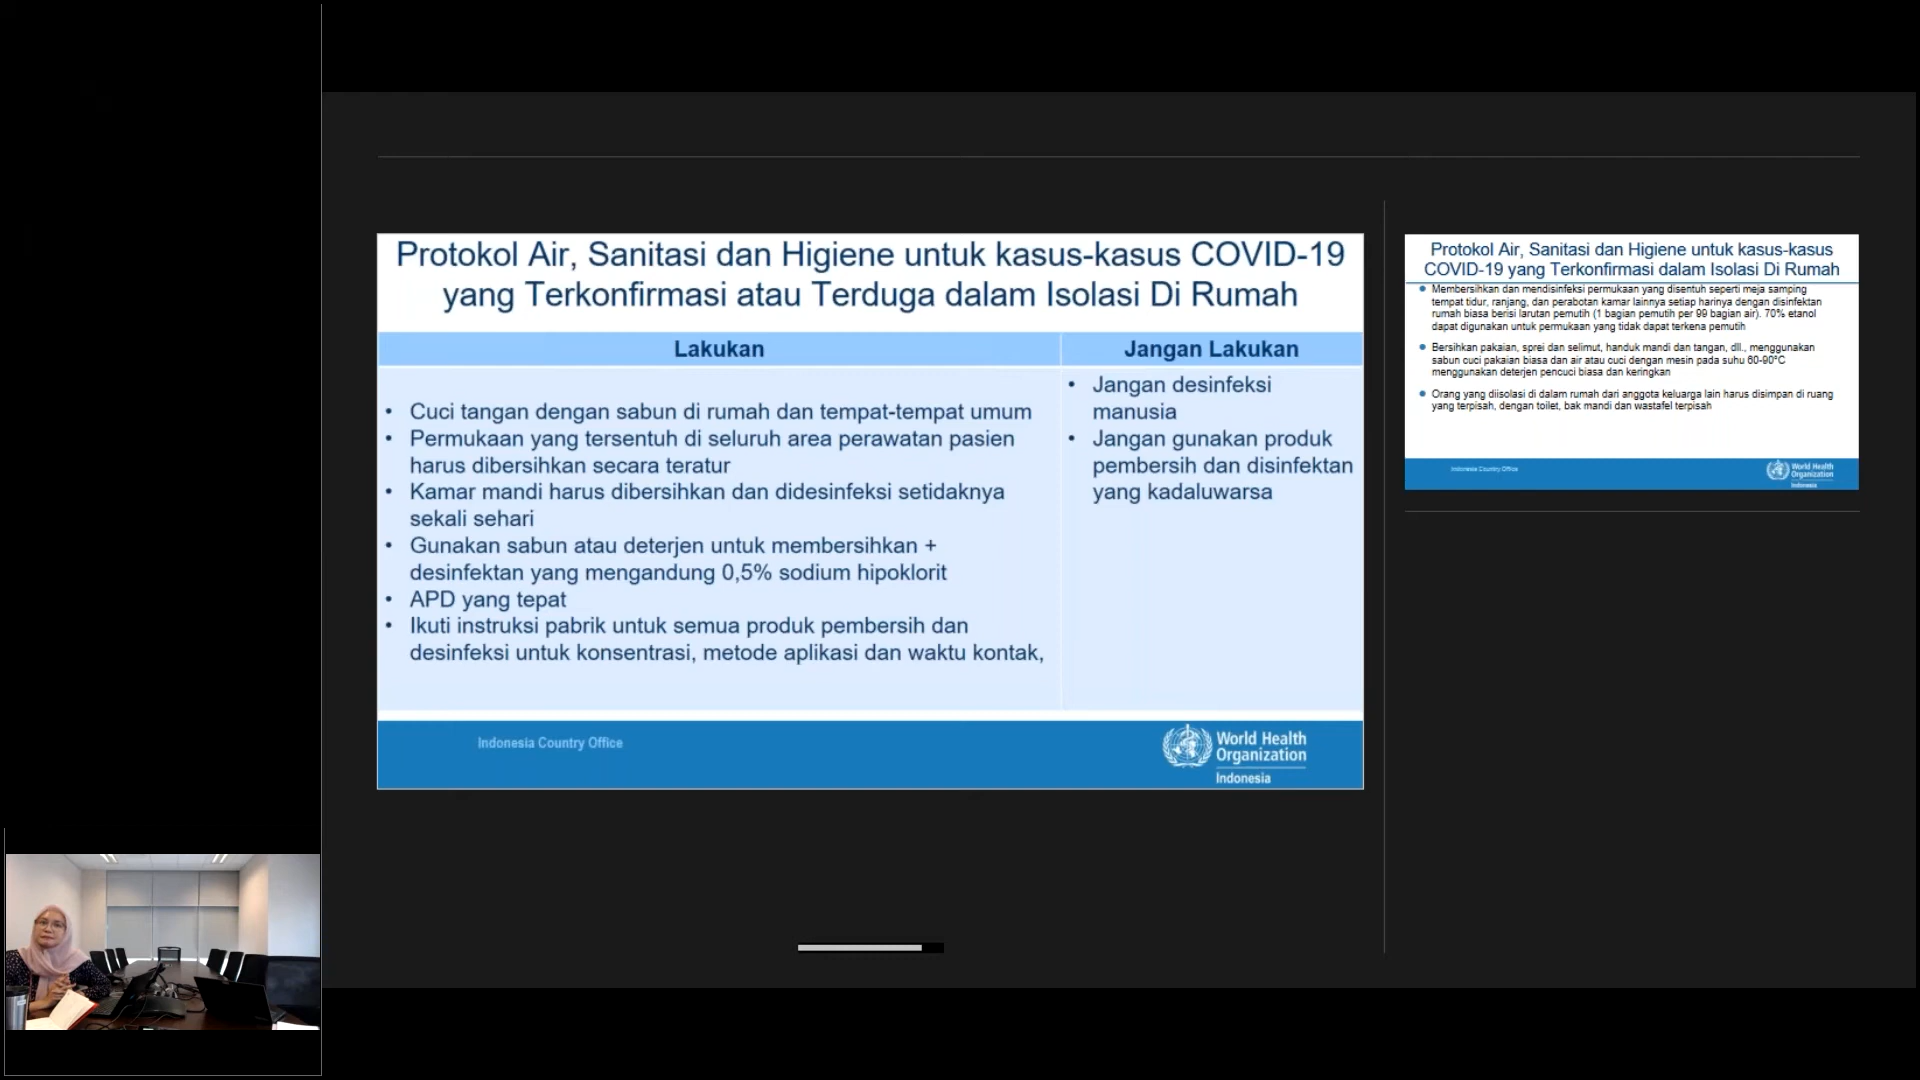 Protokol Air, Sanitasi dan Higiene untuk kasus-kasus COVID-19
yang Terkonfirmasi atau Terduga dalam Isolasi Di Rumah
Lakukan
• Cuci tangan dengan sabun di rumah dan tempat-tempat umum
• Permukaan yang tersentuh di seluruh area perawatan pasien
harus dibersihkan secara teratur
• Kamar mandi harus dibersihkan dan didesinfeksi setidaknya
sekali sehari
• Gunakan sabun atau deterjen untuk membersihkan +
desinfektan yang mengandung 0,5% sodium hipoklorit
• APD yang tepat
• Ikuti instruksi pabrik untuk semua produk pembersih dan
desinfeksi untuk konsentrasi, metode aplikasi dan waktu kontak,
Jangan Lakukan
• Jangan desinfeksi
manusia
• Jangan gunakan produk
pembersih dan disinfektan
yang kadaluwarsa
Indonesia Country Office
World Health
Organization
Indonesia
Protokol Air, Sanitasi dan Higiene untuk kasus-kasus
COVID-19 yang Terkonfirmasi dalam Isolasi Di Rumah
• Membersihkan dan mendisinfeksi permukaan yang disentuh seperti meja samping
tempat tidur, ranjang, dan perabotan kamar lainnya setiap harinya dengan disinfektan
rumah biasa berisi larutan pemutih (1 bagian pemutih per 99 bagian air). 70% etanol
dapat digunakan untuk permukaan yang tidak dapat terkena pemutih
• Bersihkan pakaian, sprei dan selimut, handuk mandi dan tangan, dll., menggunakan
sabun cuci pakaian biasa dan air atau cuci dengan mesin pada suhu 60-90°C
menggunakan deterjen pencuci biasa dan keringkan
• Orang yang diisolasi di dalam rumah dari anggota keluarga lain harus disimpan di ruang
yang terpisah, dengan toilet, bak mandi dan wastafel terpisah
Indonesia Country Office
World Health
Organization
Indonesia